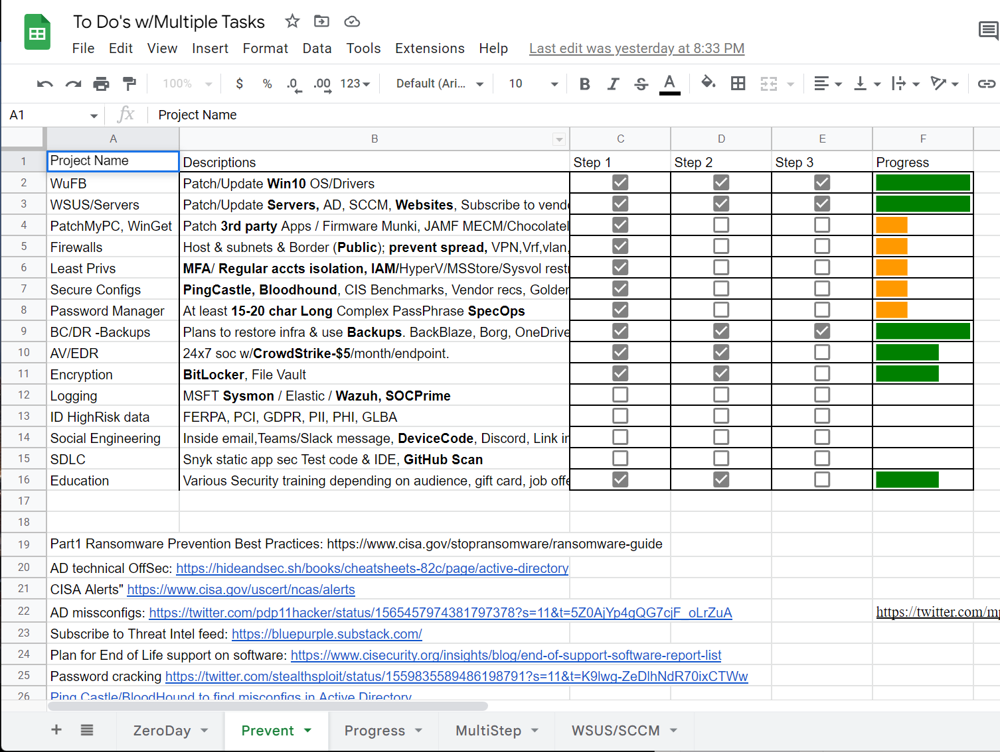 To Do's w/Multiple Tasks
File Edit View Insert Format Data Tools Extensions Help Last edit was yesterday at 8:33 PM
100% $ % .0 .00 123 Default (Ari... 10 B I S A
A1 fx Project Name
A B C D E F
1 Project Name Descriptions Step 1 Step 2 Step 3 Progress
2 WuFB Patch/Update Win10 OS/Drivers
3 WSUS/Servers Patch/Update Servers, AD, SCCM, Websites, Subscribe to vend
4 PatchMyPC, WinGet Patch 3rd party Apps / Firmware Munki, JAMF MECM/Chocolatel
5 Firewalls Host & subnets & Border (Public); prevent spread, VPN,Vrf,vlan,
6 Least Privs MFA/ Regular accts isolation, IAM/HyperV/MSStore/Sysvol restr
7 Secure Configs PingCastle, Bloodhound, CIS Benchmarks, Vendor recs, Golden
8 Password Manager At least 15-20 char Long Complex PassPhrase SpecOps
9 BC/DR -Backups Plans to restore infra & use Backups. BackBlaze, Borg, OneDrive
10 AV/EDR 24x7 soc w/CrowdStrike-$5/month/endpoint.
11 Encryption BitLocker, File Vault
12 Logging MSFT Sysmon / Elastic / Wazuh, SOCPrime
13 ID HighRisk data FERPA, PCI, GDPR, PII, PHI, GLBA
14 Social Engineering Inside email,Teams/Slack message, DeviceCode, Discord, Link in
15 SDLC Snyk static app sec Test code & IDE, GitHub Scan
16 Education Various Security training depending on audience, gift card, job offe
17
18
19 Part1 Ransomware Prevention Best Practices: https://www.cisa.gov/stopransomware/ransomware-guide
20 AD technical OffSec: https://hideandsec.sh/books/cheatsheets-82c/page/active-directory
21 CISA Alerts" https://www.cisa.gov/uscert/ncas/alerts
22 AD missconfigs: https://twitter.com/pdp11hacker/status/1565457974381797378?s=11&t=5Z0AjYp4gQG7cjF_oLrZuA https://twitter.com/mp
23 Subscribe to Threat Intel feed: https://bluepurple.substack.com/
24 Plan for End of Life support on software: https://www.cisecurity.org/insights/blog/end-of-support-software-report-list
25 Password cracking https://twitter.com/stealthsploit/status/1559835589486198791?s=11&t=K9lwg-ZeDlhNdR70ixCTWw
26 Ping Castle/BloodHound to find misconfigs in Active Directory
+ ZeroDay Prevent Progress MultiStep WSUS/SCCM